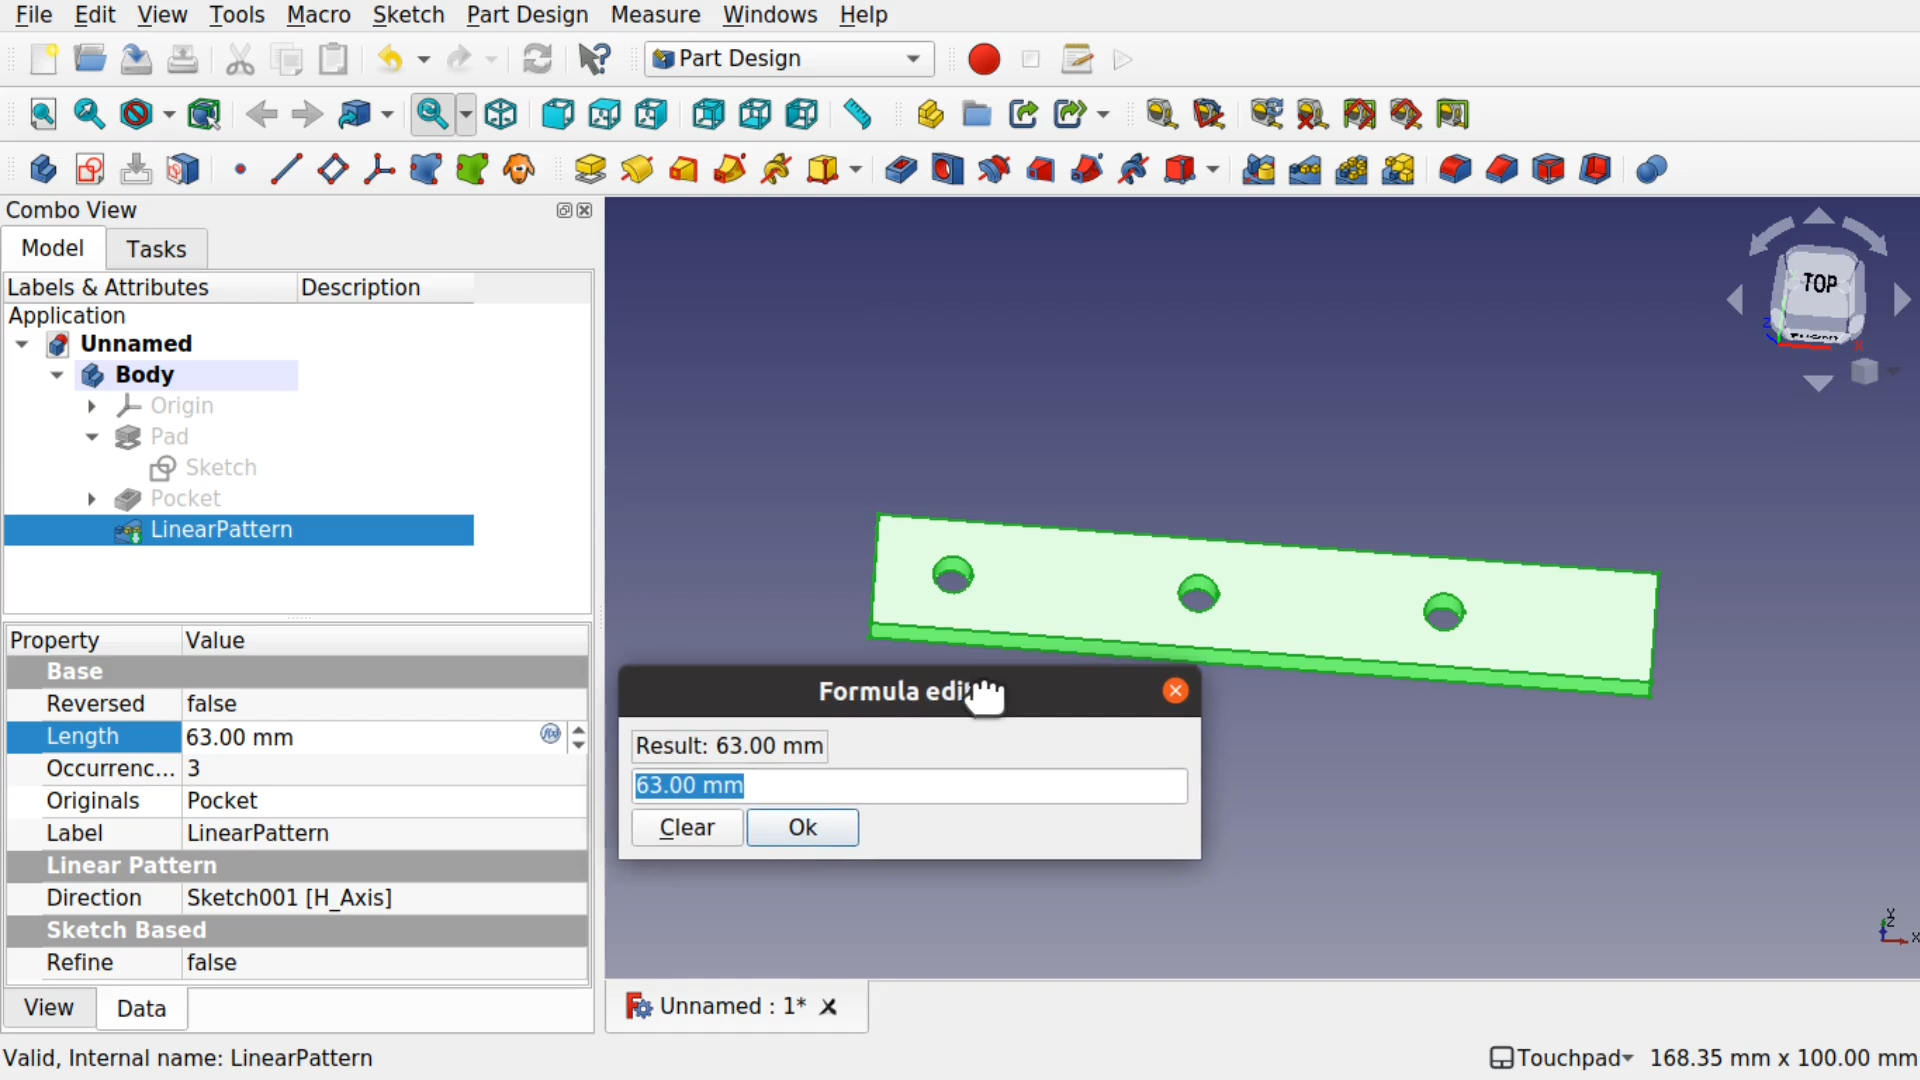 File Edit View Tools Macro Sketch Part Design Measure Windows Help
Part Design
Combo View
Model Tasks
Labels & Attributes Description
Application
Unnamed
Body
Origin
Pad
Sketch
Pocket
LinearPattern
Property Value
Base
Reversed false
Length 63.00 mm
Occurrenc... 3
Originals Pocket
Label LinearPattern
Linear Pattern
Direction Sketch001 [H_Axis]
Sketch Based
Refine false
View Data
TOP
Formula edi
Result: 63.00 mm
63.00 mm
Clear Ok
Unnamed : 1*
Valid, Internal name: LinearPattern
Touchpad 168.35 mm x 100.00 mm